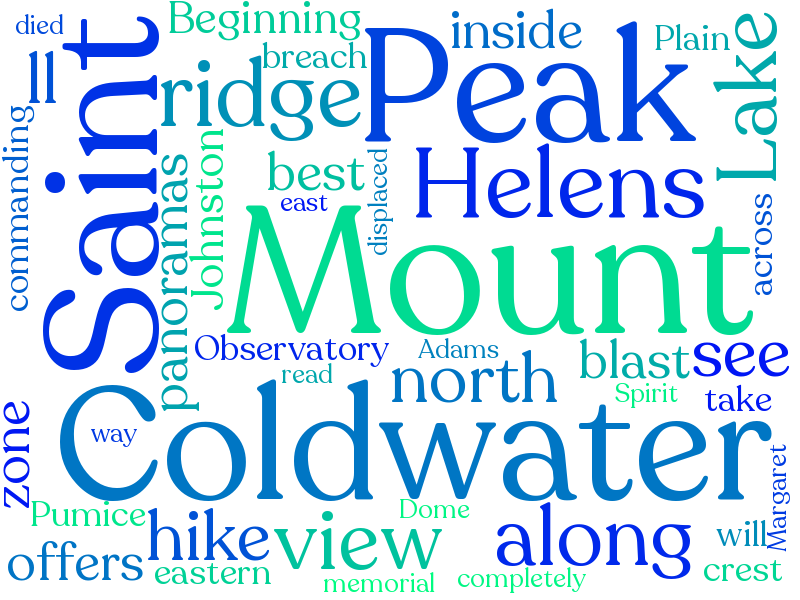 died
Beginning
inside
Plain
Lake
ll
Saint
ridge
breach
Peak
commanding
panoramas
Johnston
best
east
displaced
Helens
across
Mount
Observatory
Adams
read
north
blast
see
Spirit
take
zone
way
Coldwater
Margaret
Pumice
hike
view
Dome
along
will
offers
eastern
memorial
completely
crest